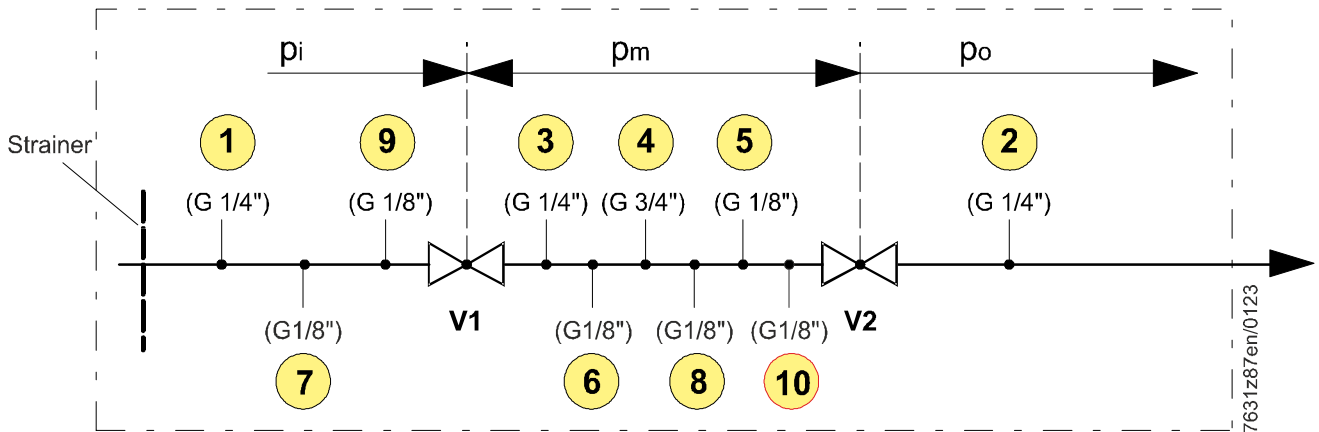 pi pm po
Strainer
1 9 3 4 5 2
(G 1/4") (G 1/8") (G 1/4") (G 3/4") (G 1/8") (G 1/4")
V1 V2
(G1/8") (G1/8") (G1/8") (G1/8")
7 6 8 10
7631z87en/0123